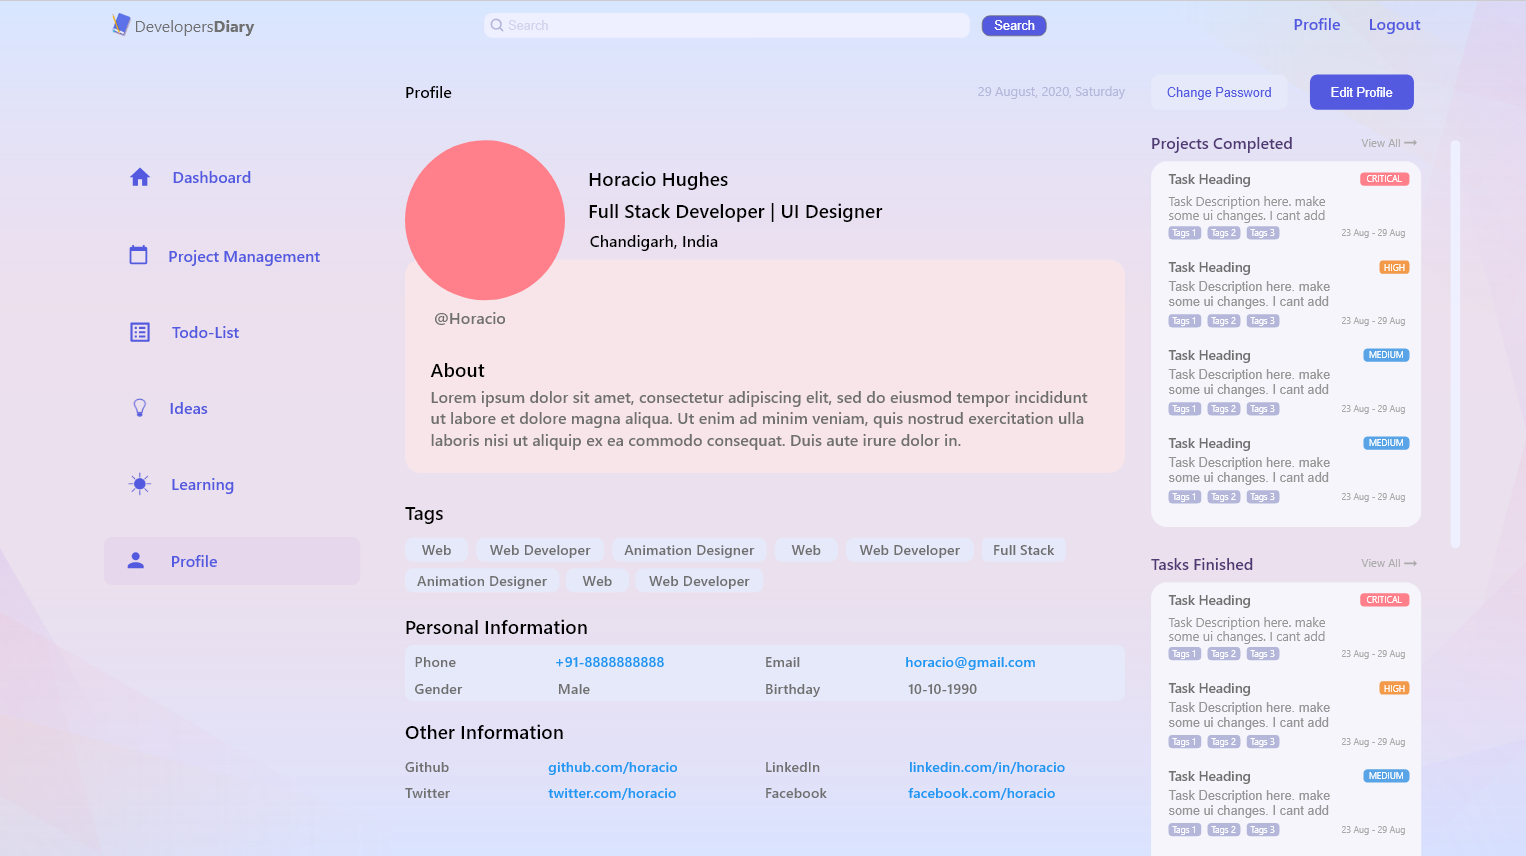 DevelopersDiary
Search
Search
Profile
Logout
Profile
29 August, 2020, Saturday
Change Password
Edit Profile
Dashboard
Project Management
Todo-List
Ideas
Learning
Profile
Horacio Hughes
Full Stack Developer | UI Designer
Chandigarh, India
@Horacio
About
Lorem ipsum dolor sit amet, consectetur adipiscing elit, sed do eiusmod tempor incididunt
ut labore et dolore magna aliqua. Ut enim ad minim veniam, quis nostrud exercitation ulla
laboris nisi ut aliquip ex ea commodo consequat. Duis aute irure dolor in.
Tags
Web Web Developer Animation Designer Web Web Developer Full Stack
Animation Designer Web Web Developer
Personal Information
Phone +91-8888888888 Email horacio@gmail.com
Gender Male Birthday 10-10-1990
Other Information
Github github.com/horacio LinkedIn linkedin.com/in/horacio
Twitter twitter.com/horacio Facebook facebook.com/horacio
Projects Completed View All
Task Heading CRITICAL
Task Description here. make
some ui changes. I cant add
Tags 1 Tags 2 Tags 3 23 Aug - 29 Aug
Task Heading HIGH
Task Description here. make
some ui changes. I cant add
Tags 1 Tags 2 Tags 3 23 Aug - 29 Aug
Task Heading MEDIUM
Task Description here. make
some ui changes. I cant add
Tags 1 Tags 2 Tags 3 23 Aug - 29 Aug
Task Heading MEDIUM
Task Description here. make
some ui changes. I cant add
Tags 1 Tags 2 Tags 3 23 Aug - 29 Aug
Tasks Finished View All
Task Heading CRITICAL
Task Description here. make
some ui changes. I cant add
Tags 1 Tags 2 Tags 3 23 Aug - 29 Aug
Task Heading HIGH
Task Description here. make
some ui changes. I cant add
Tags 1 Tags 2 Tags 3 23 Aug - 29 Aug
Task Heading MEDIUM
Task Description here. make
some ui changes. I cant add
Tags 1 Tags 2 Tags 3 23 Aug - 29 Aug